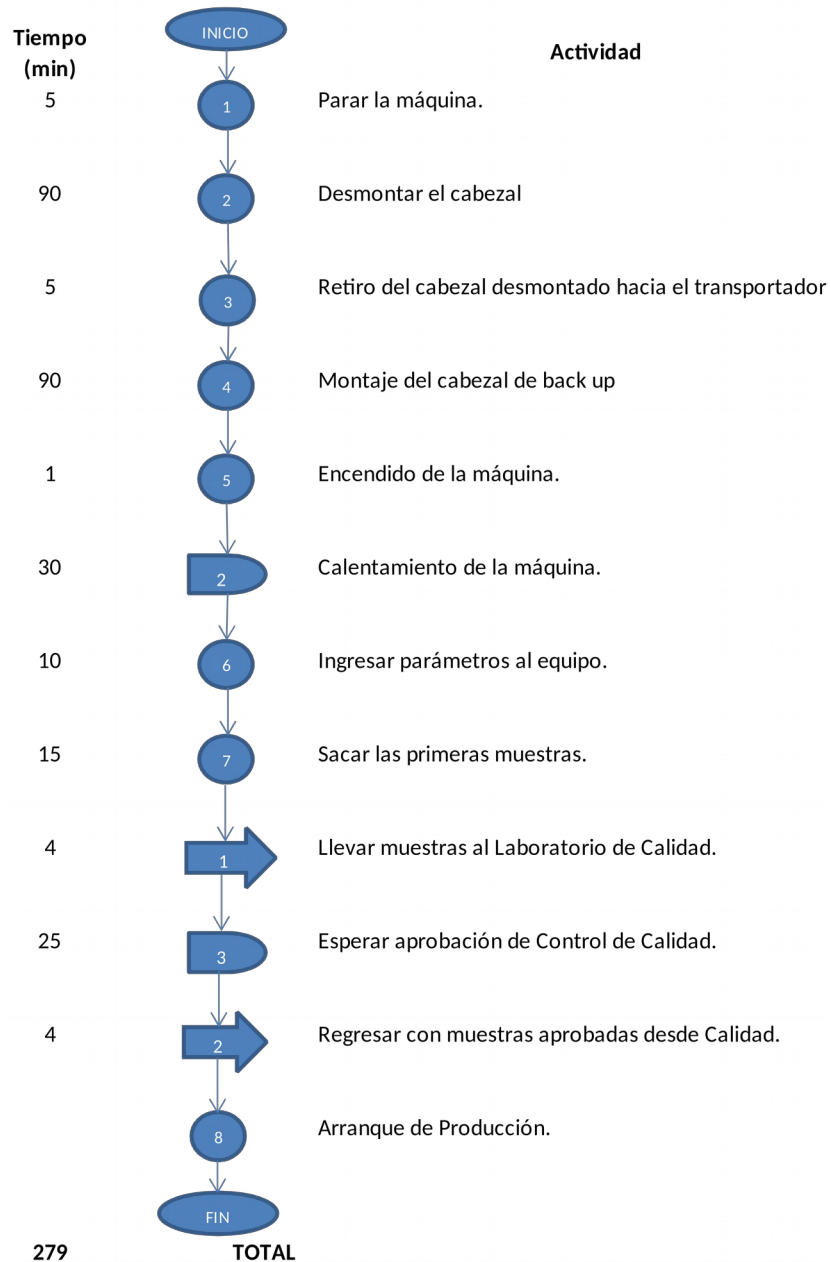 INICIO
Tiempo
(min)
Actividad
5 1 Parar la máquina.
90 2 Desmontar el cabezal
5 3 Retiro del cabezal desmontado hacia el transportador
90 4 Montaje del cabezal de back up
1 5 Encendido de la máquina.
30 2 Calentamiento de la máquina.
10 6 Ingresar parámetros al equipo.
15 7 Sacar las primeras muestras.
4 1 Llevar muestras al Laboratorio de Calidad.
25 3 Esperar aprobación de Control de Calidad.
4 2 Regresar con muestras aprobadas desde Calidad.
8 Arranque de Producción.
FIN
279 TOTAL